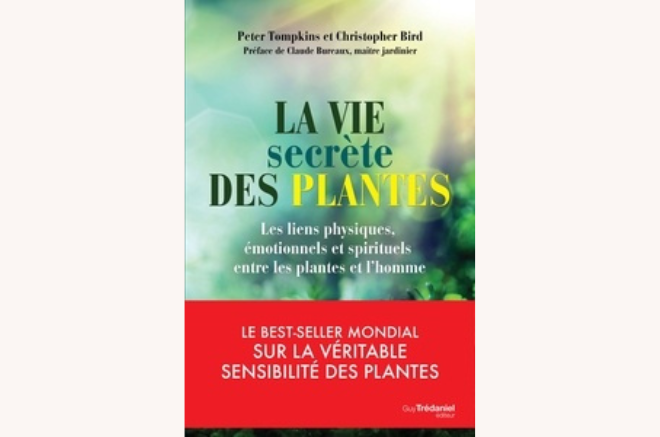 Peter Tompkins et Christopher Bird
Préface de Claude Bureaux, maître jardinier
LA VIE
secrète
DES PLANTES
Les liens physiques,
émotionnels et spirituels
entre les plantes et l'homme
LE BEST-SELLER MONDIAL
SUR LA VÉRITABLE
SENSIBILITÉ DES PLANTES
GuyTrédaniel
éditeur